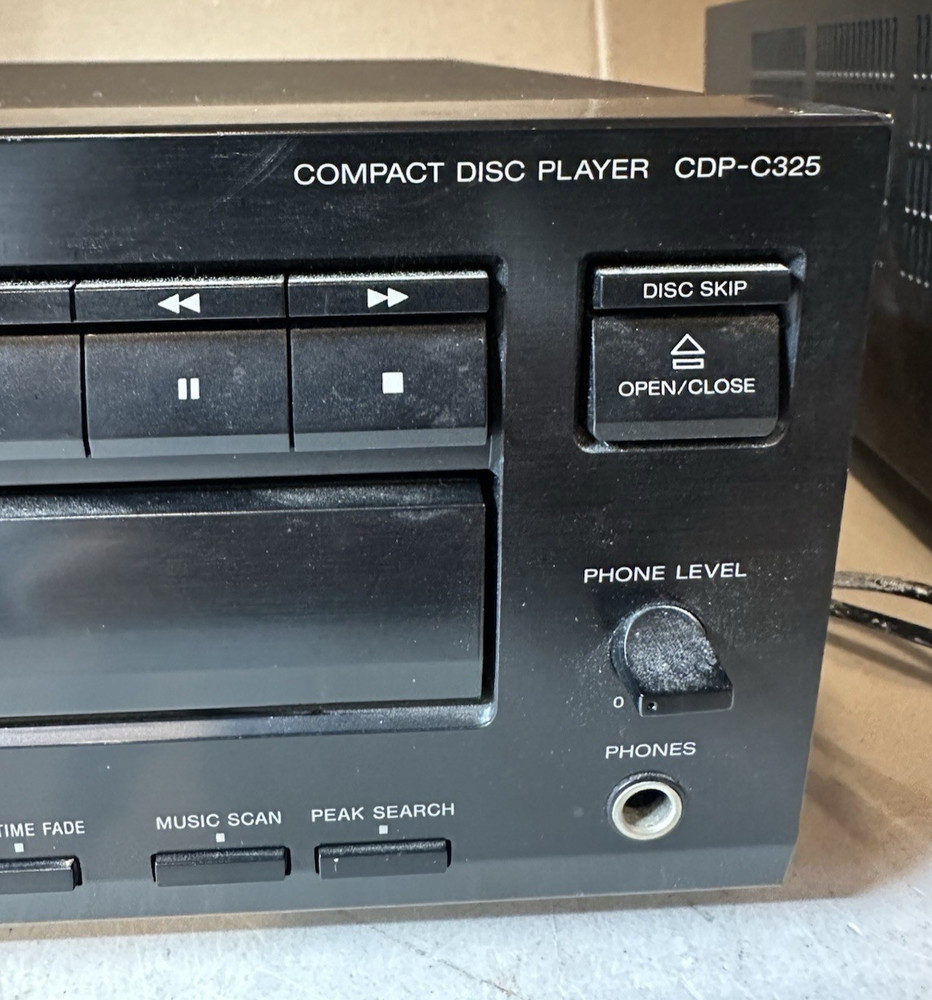 COMPACT DISC PLAYER CDP-C325
DISC SKIP
OPEN/CLOSE
PHONE LEVEL
0
PHONES
TIME FADE
MUSIC SCAN
PEAK SEARCH